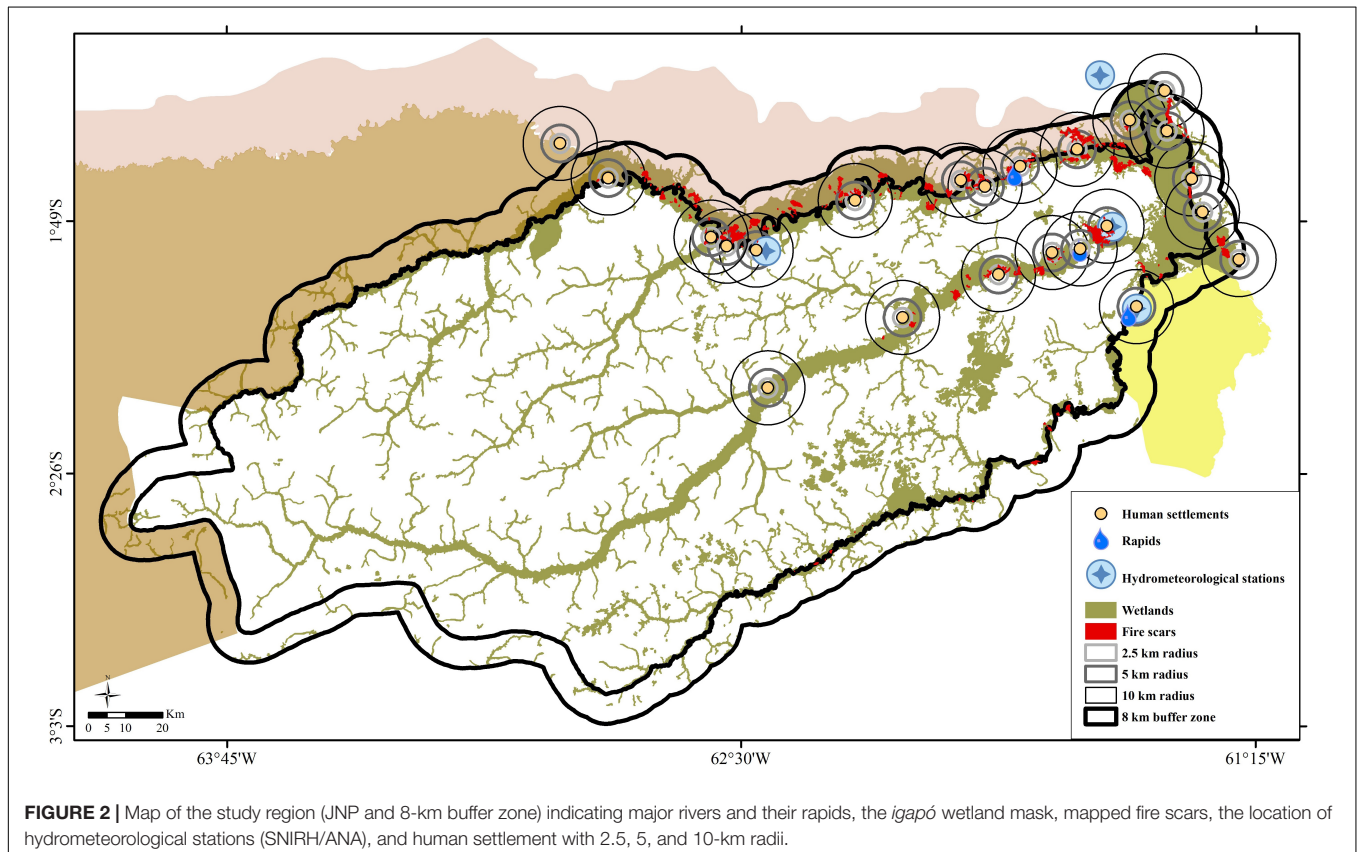 1°49'S
2°26'S
3°3'S
63°45'W
62°30'W
61°15'W
N
Km
0 5 10 20
Human settlements
Rapids
Hydrometeorological stations
Wetlands
Fire scars
2.5 km radius
5 km radius
10 km radius
8 km buffer zone
FIGURE 2 | Map of the study region (JNP and 8-km buffer zone) indicating major rivers and their rapids, the igapó wetland mask, mapped fire scars, the location of
hydrometeorological stations (SNIRH/ANA), and human settlement with 2.5, 5, and 10-km radii.